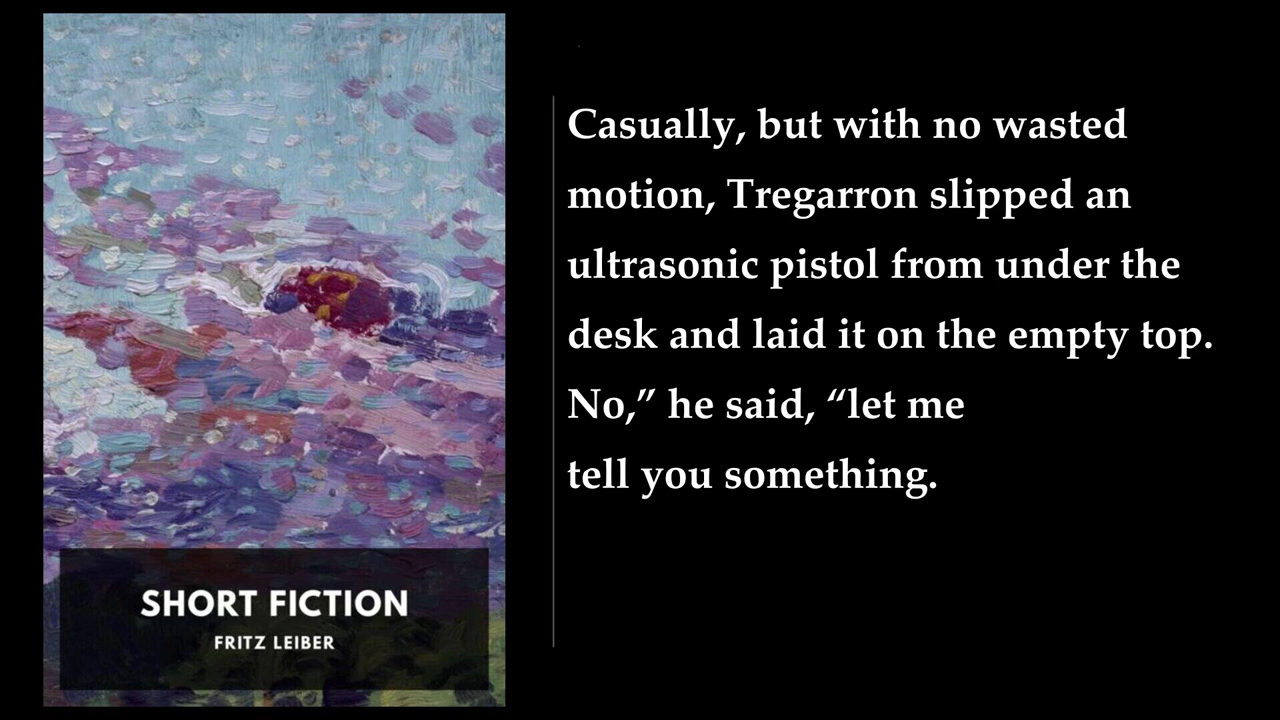 SHORT FICTION
FRITZ LEIBER
Casually, but with no wasted
motion, Tregarron slipped an
ultrasonic pistol from under the
desk and laid it on the empty top.
No,” he said, “let me
tell you something.